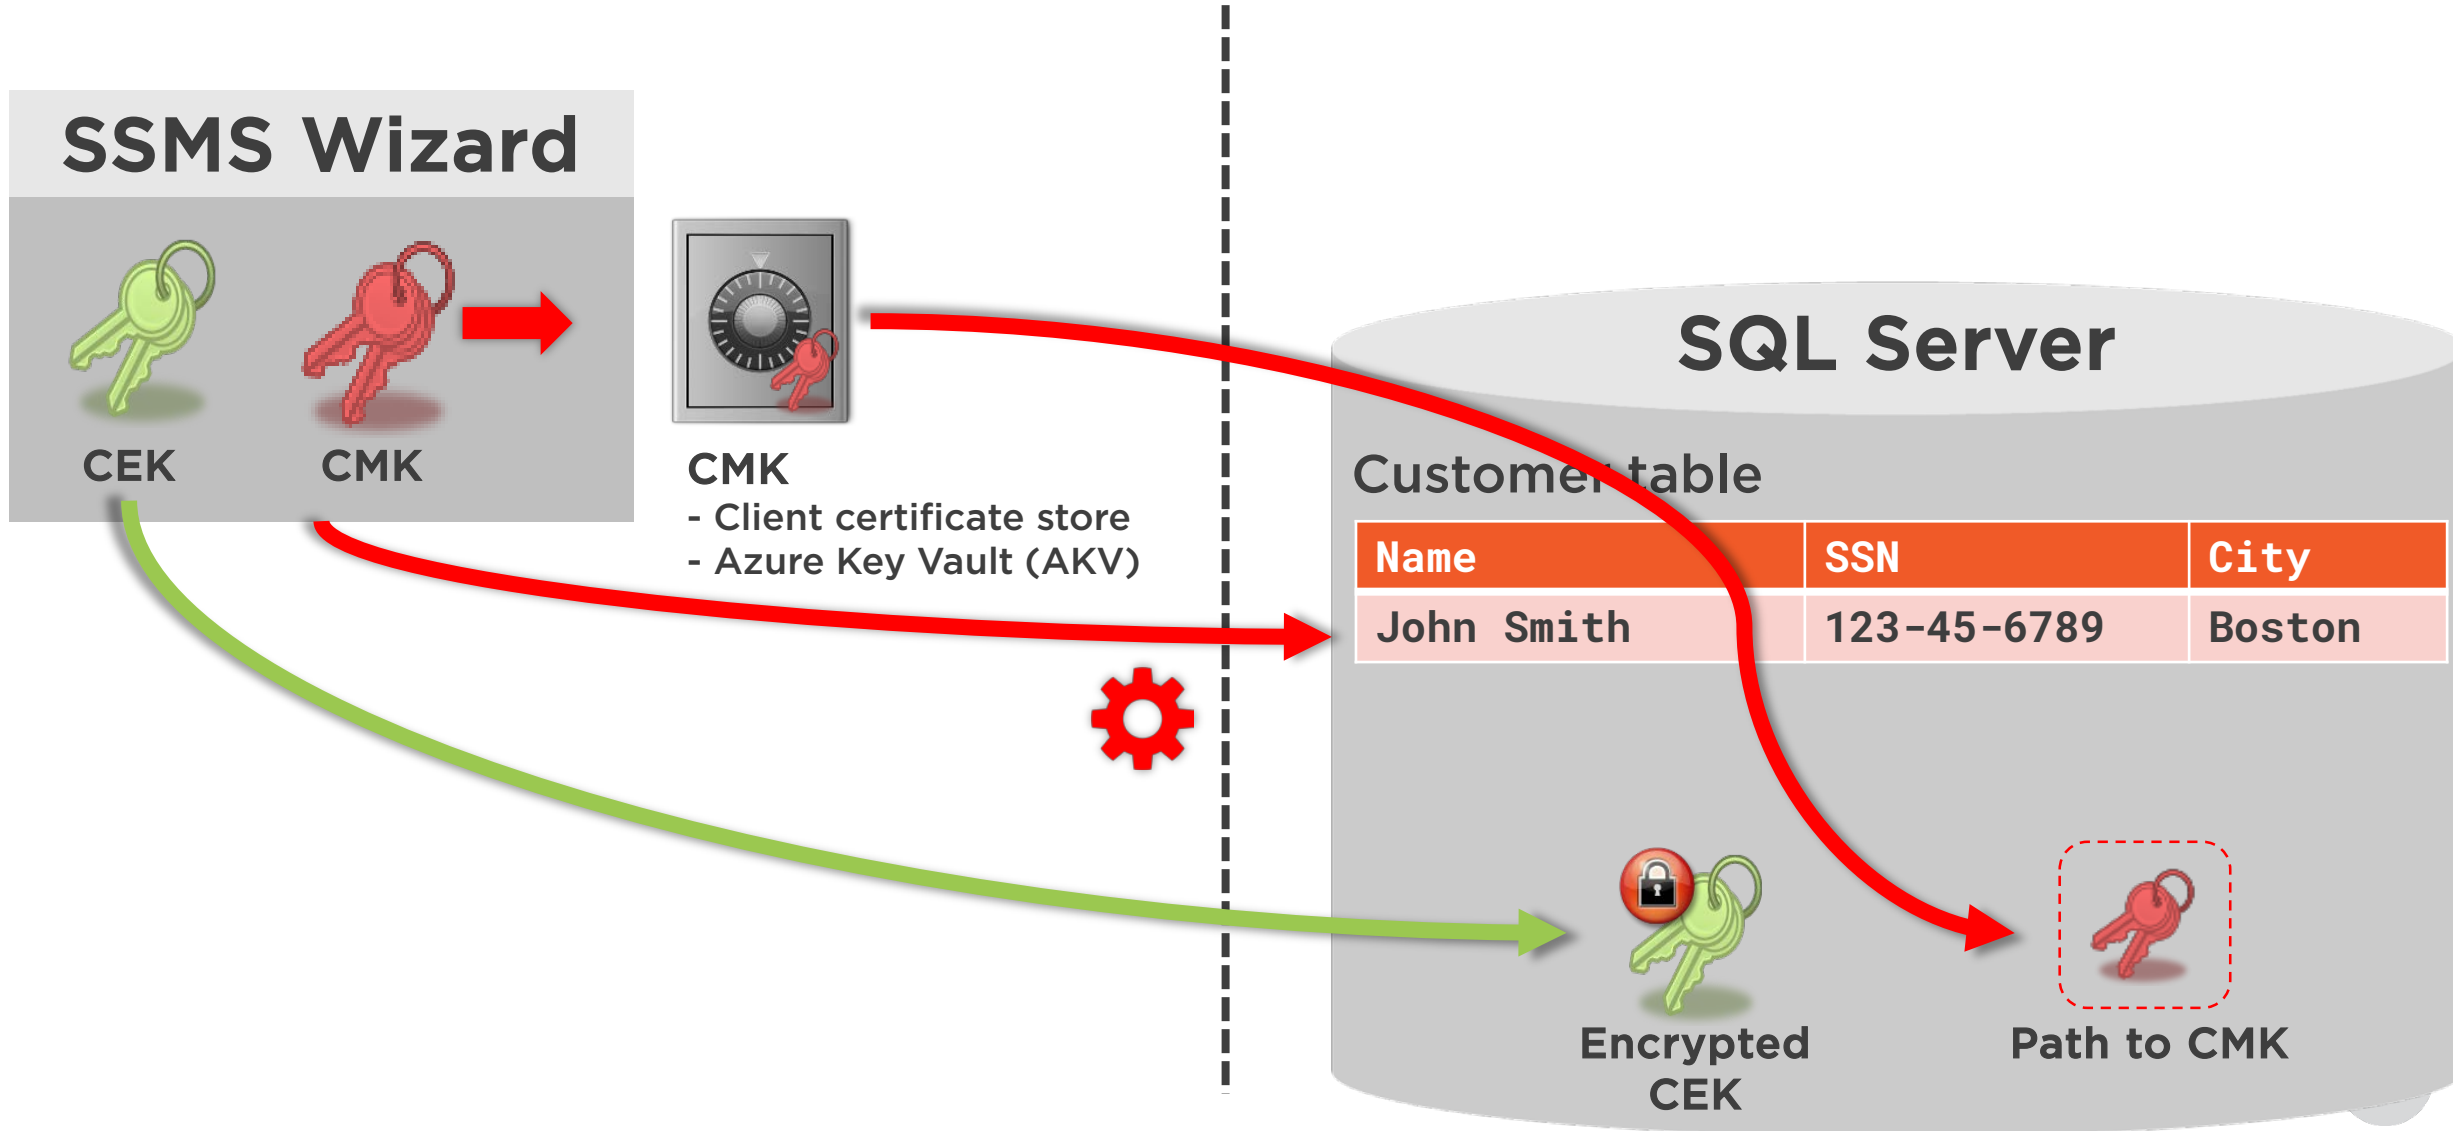 SSMS Wizard
CEK
CMK
CMK
- Client certificate store
- Azure Key Vault (AKV)
SQL Server
Customer table
Name
SSN
City
John Smith
123-45-6789
Boston
Encrypted
CEK
Path to CMK